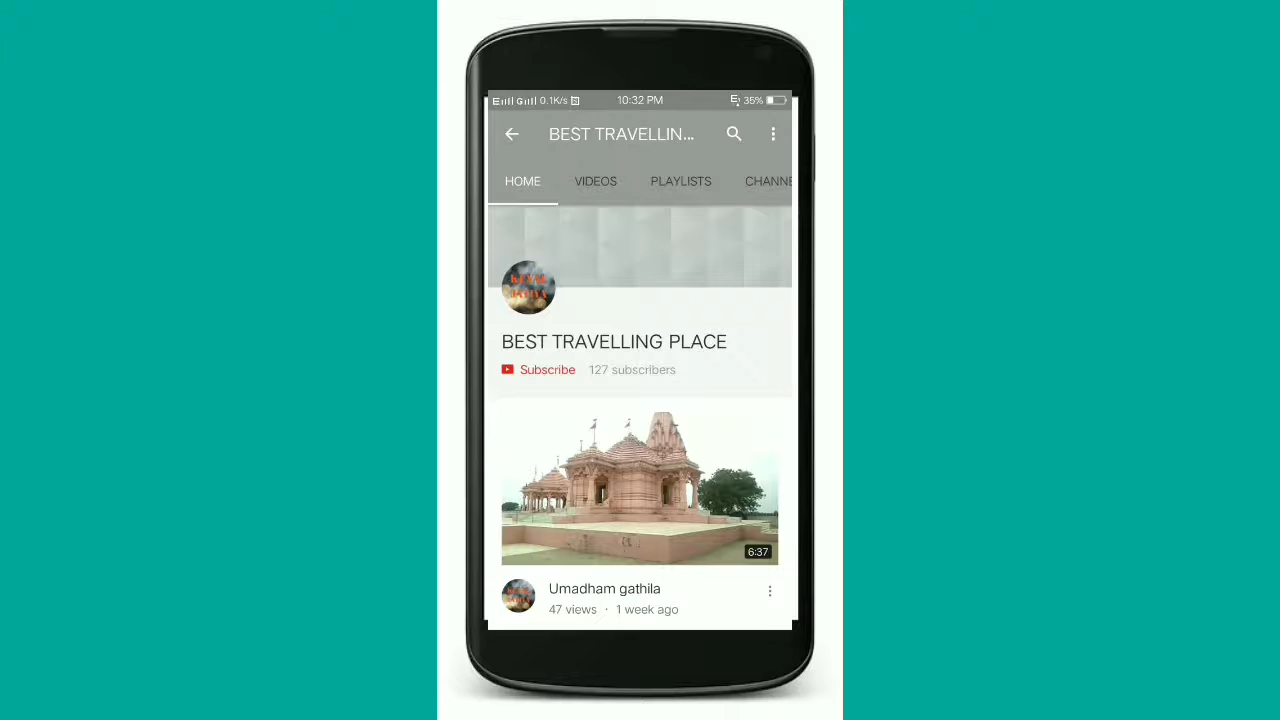 0.1K/s 10:32 PM 35%
BEST TRAVELLIN...
HOME VIDEOS PLAYLISTS CHANNE
BEST TRAVELLING PLACE
Subscribe 127 subscribers
6:37
Umadham gathila
47 views · 1 week ago